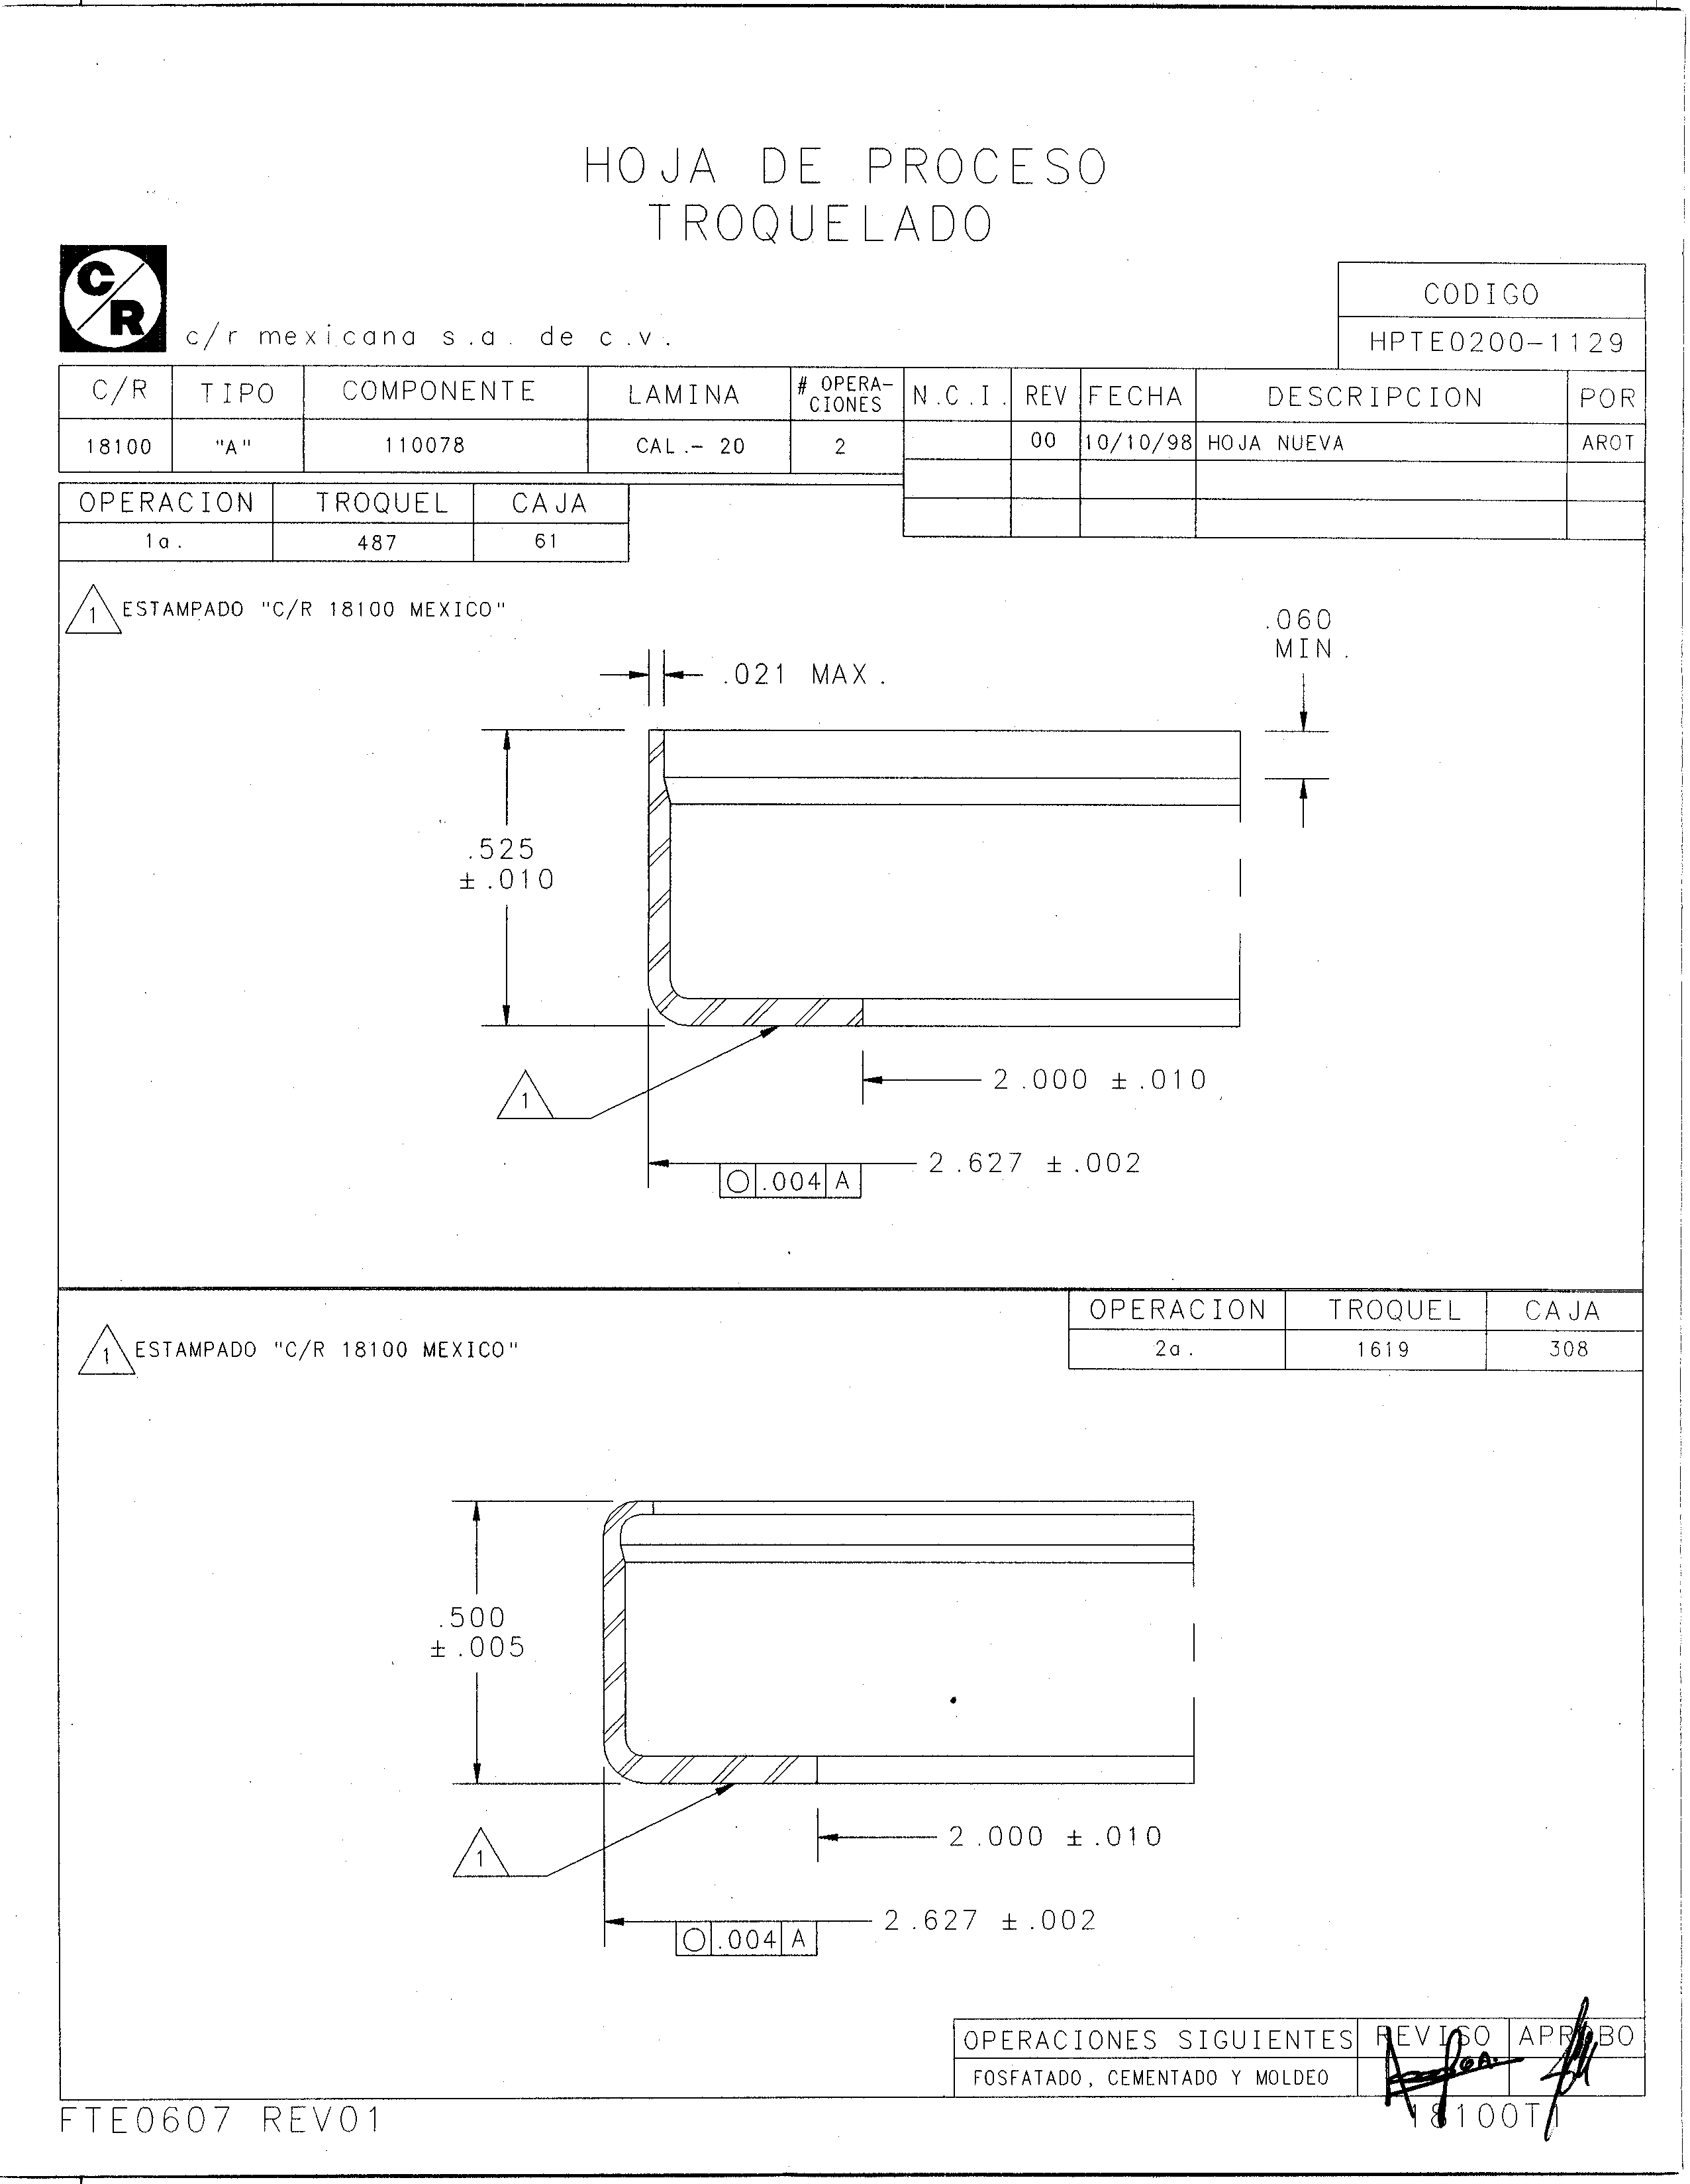 HOJA DE PROCESO
TROQUELADO
C/R
c/r mexicana s.a. de c.v.
CODIGO
HPTE0200-1129
C/R TIPO COMPONENTE LAMINA # OPERA-CIONES N.C.I. REV FECHA DESCRIPCION POR
18100 "A" 110078 CAL.- 20 2 00 10/10/98 HOJA NUEVA AROT
OPERACION TROQUEL CAJA
1a. 487 61
1 ESTAMPADO "C/R 18100 MEXICO"
.060
MIN.
.021 MAX.
.525
±.010
2.000 ±.010
1
2.627 ±.002
.004 A
OPERACION TROQUEL CAJA
2a. 1619 308
1 ESTAMPADO "C/R 18100 MEXICO"
.500
±.005
2.000 ±.010
1
2.627 ±.002
.004 A
OPERACIONES SIGUIENTES REVISO APROBO
FOSFATADO, CEMENTADO Y MOLDEO
FTE0607 REV01
18100T1